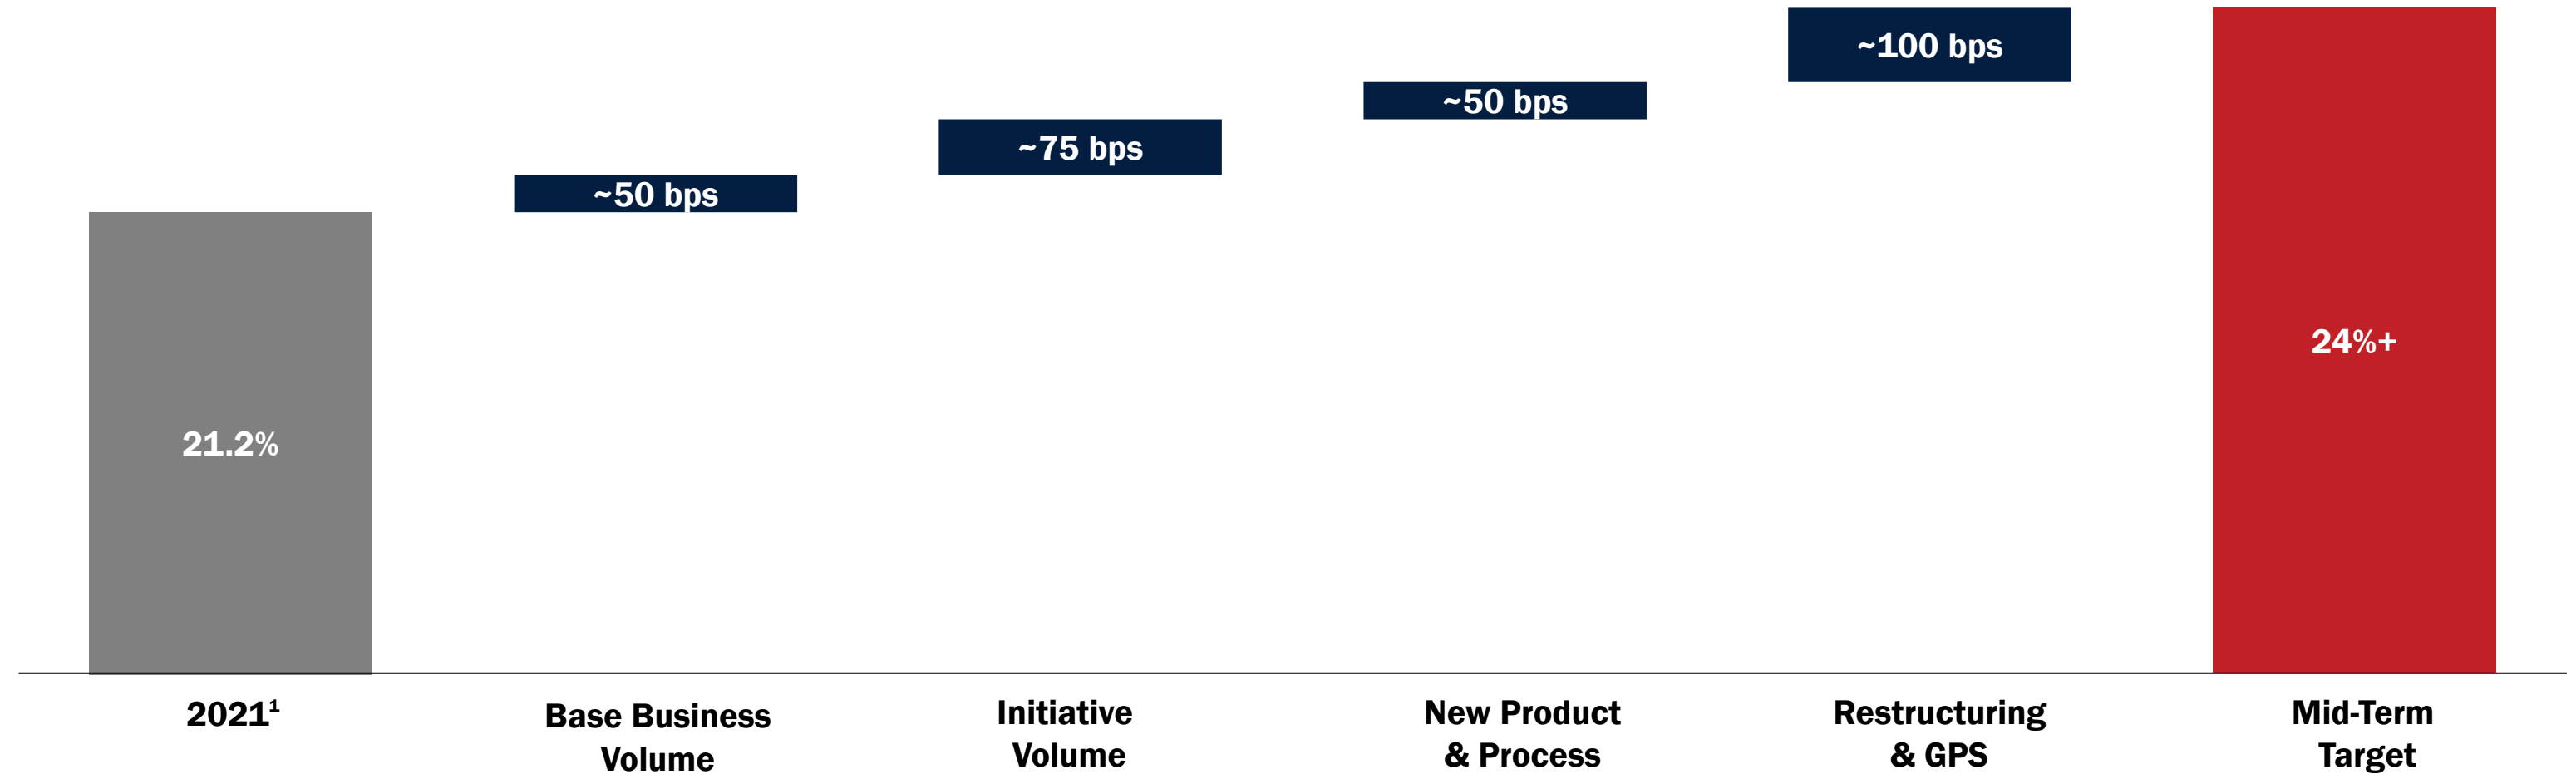 ~100 bps
~50 bps
~75 bps
~50 bps
24%+
21.2%
2021¹
Base Business
Volume
Initiative
Volume
New Product
& Process
Restructuring
& GPS
Mid-Term
Target